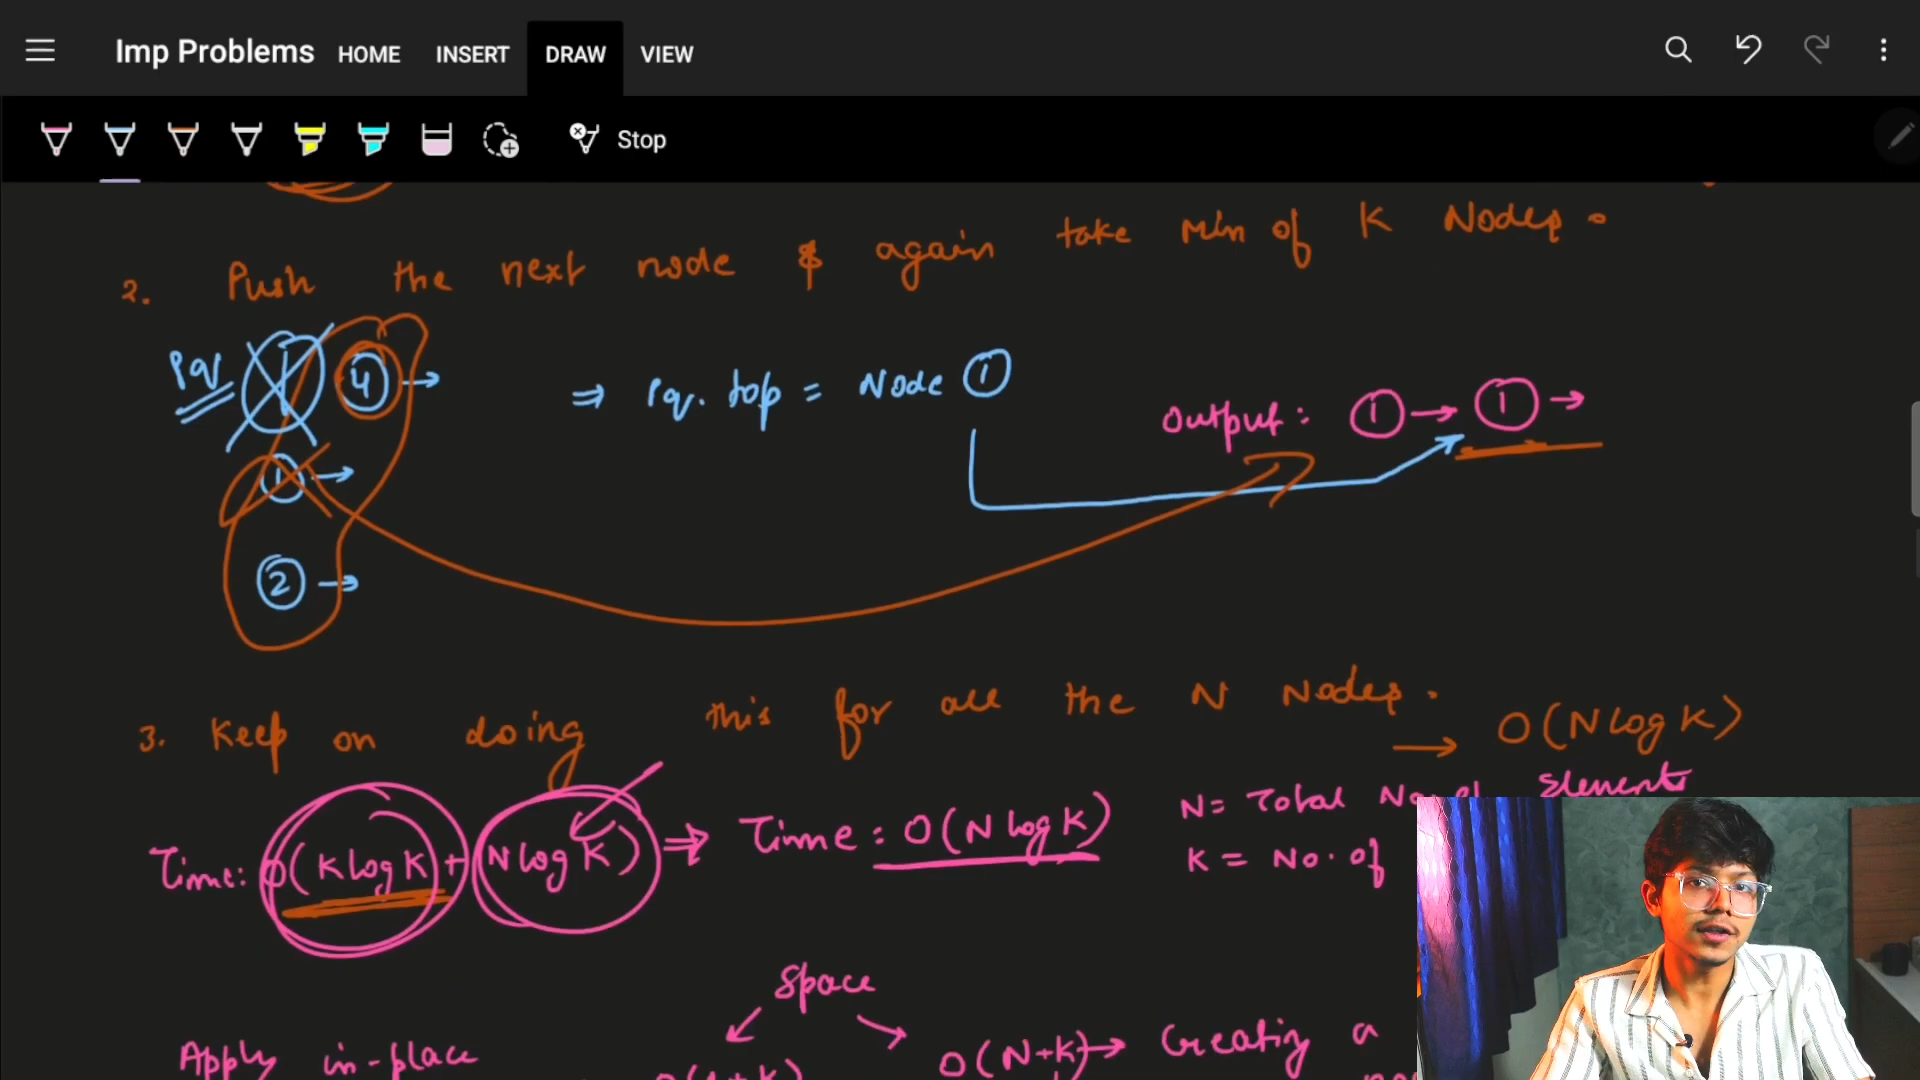 Imp Problems HOME INSERT DRAW VIEW
Stop
2. Push the next node & again take Min of K Nodes.
Pq 1 4 ⇒ Pq. top = Node 1
Output: 1 → 1 →
1 →
2 →
3. Keep on doing this for all the N Nodes.
→ O(N log K)
Time: O(K log K + N log K) ⇒ Time: O(N log K)
N = Total No. of Elements
K = No. of
Space
Apply in-place
O(1+K) O(N+K) → Creating a